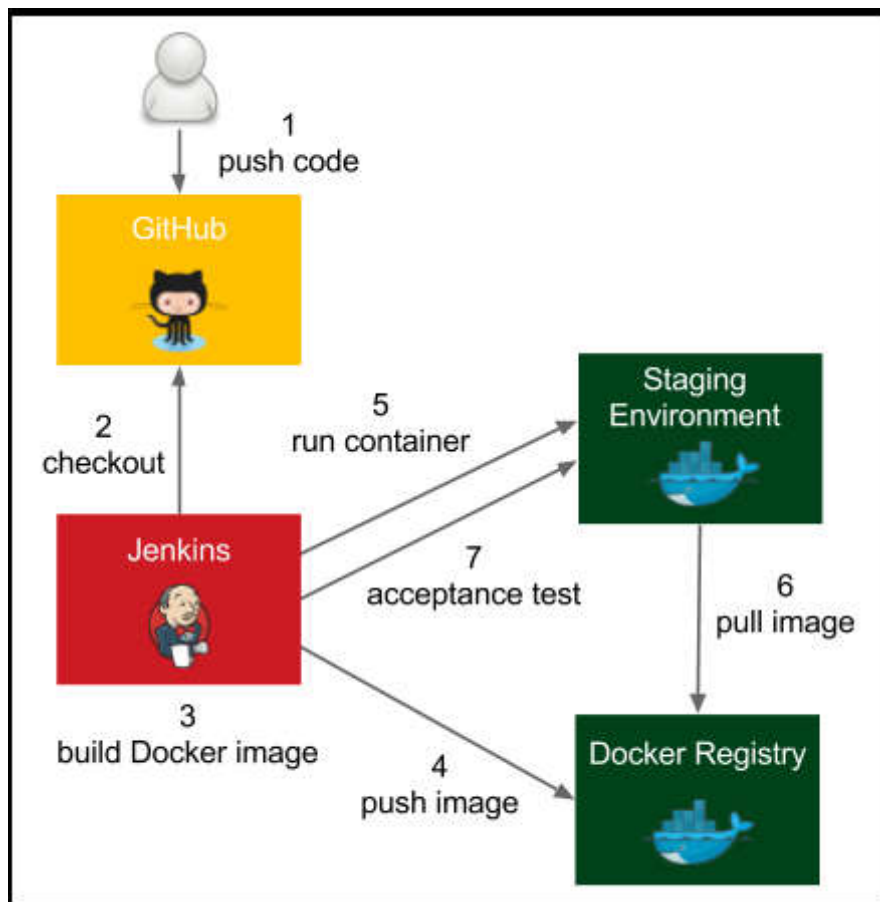 1
push code
GitHub
2
checkout
5
run container
Staging
Environment
Jenkins
7
acceptance test
6
pull image
3
build Docker image
4
push image
Docker Registry